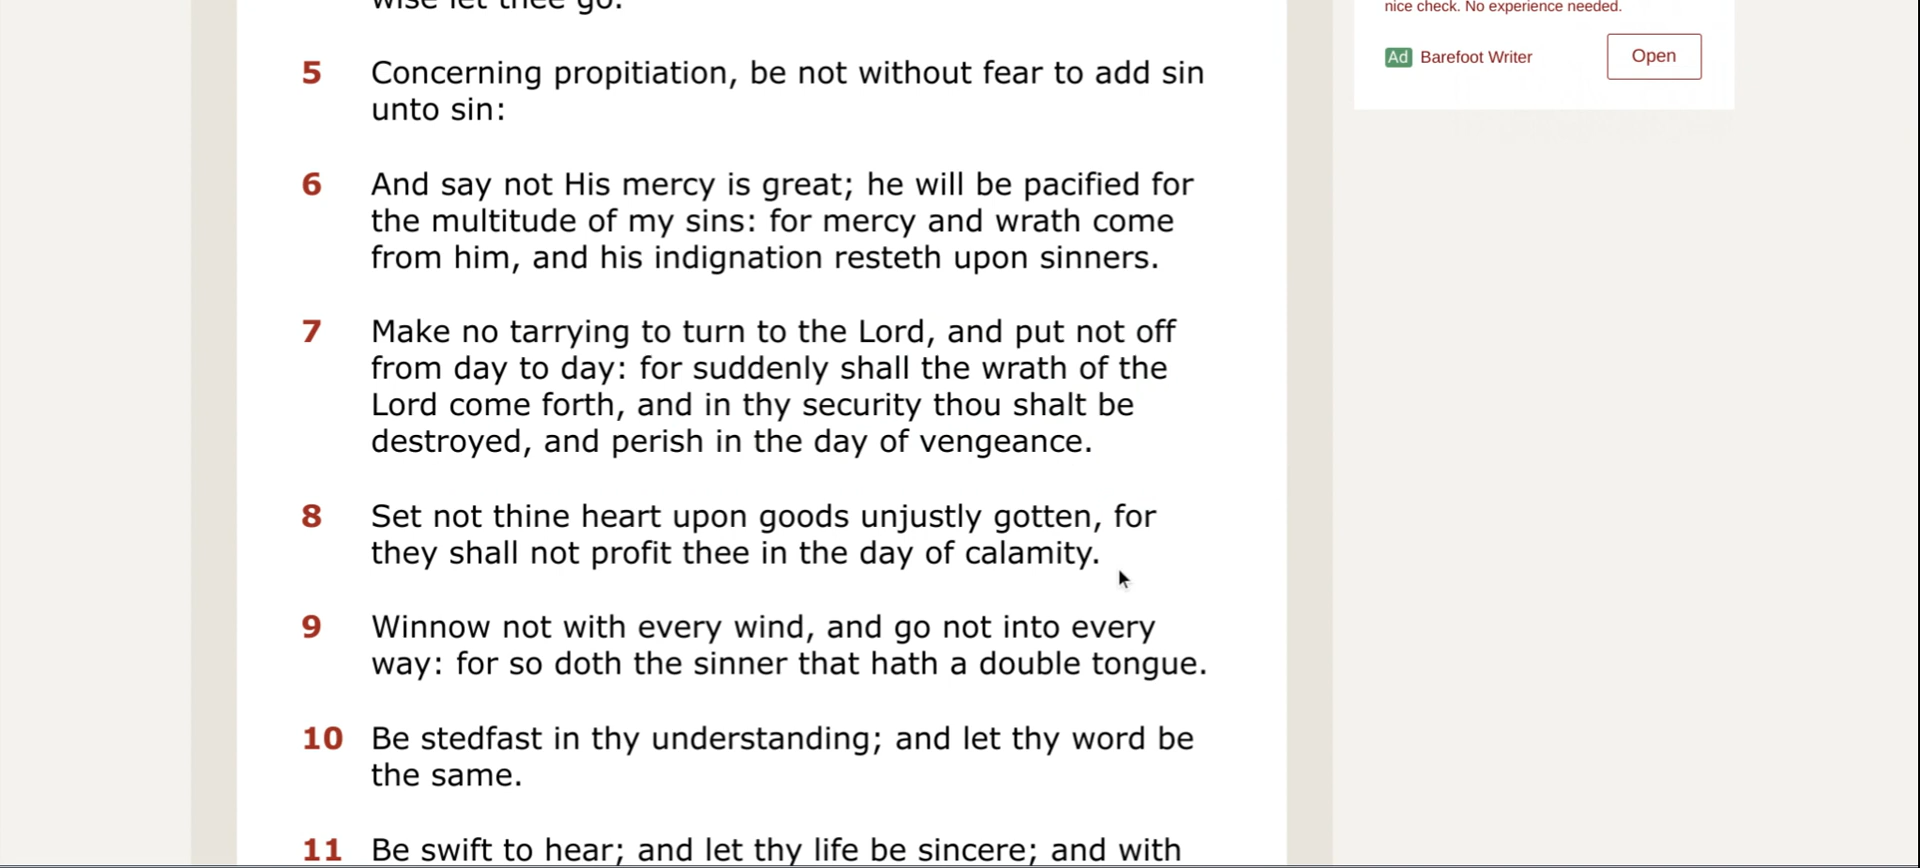 wise let thee go.
nice check. No experience needed.
Ad Barefoot Writer
Open
5 Concerning propitiation, be not without fear to add sin
unto sin:
6 And say not His mercy is great; he will be pacified for
the multitude of my sins: for mercy and wrath come
from him, and his indignation resteth upon sinners.
7 Make no tarrying to turn to the Lord, and put not off
from day to day: for suddenly shall the wrath of the
Lord come forth, and in thy security thou shalt be
destroyed, and perish in the day of vengeance.
8 Set not thine heart upon goods unjustly gotten, for
they shall not profit thee in the day of calamity.
9 Winnow not with every wind, and go not into every
way: for so doth the sinner that hath a double tongue.
10 Be stedfast in thy understanding; and let thy word be
the same.
11 Be swift to hear; and let thy life be sincere; and with